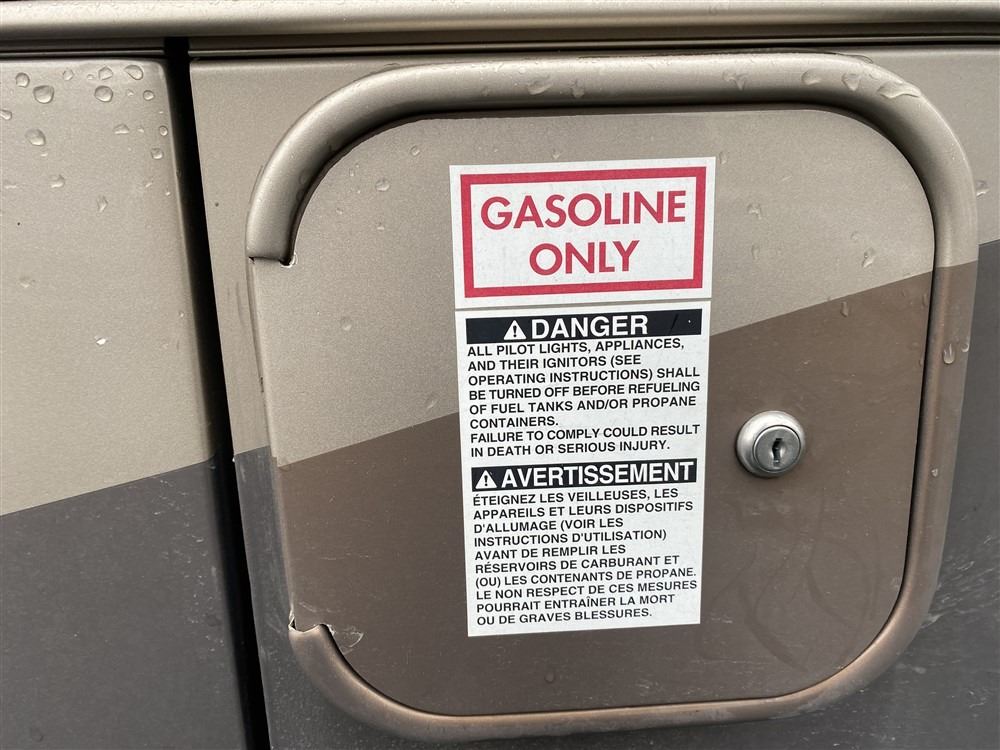 GASOLINE
ONLY
⚠ DANGER
ALL PILOT LIGHTS, APPLIANCES,
AND THEIR IGNITORS (SEE
OPERATING INSTRUCTIONS) SHALL
BE TURNED OFF BEFORE REFUELING
OF FUEL TANKS AND/OR PROPANE
CONTAINERS.
FAILURE TO COMPLY COULD RESULT
IN DEATH OR SERIOUS INJURY.
⚠ AVERTISSEMENT
ÉTEIGNEZ LES VEILLEUSES, LES
APPAREILS ET LEURS DISPOSITIFS
D'ALLUMAGE (VOIR LES
INSTRUCTIONS D'UTILISATION)
AVANT DE REMPLIR LES
RÉSERVOIRS DE CARBURANT ET
(OU) LES CONTENANTS DE PROPANE.
LE NON RESPECT DE CES MESURES
POURRAIT ENTRAÎNER LA MORT
OU DE GRAVES BLESSURES.